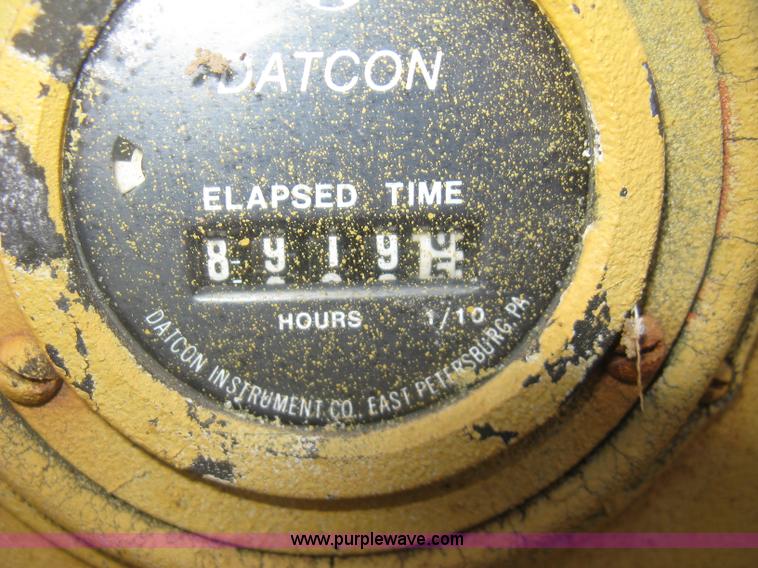 DATCON
ELAPSED TIME
8 9 1 9
HOURS 1/10
DATCON INSTRUMENT CO., EAST PETERSBURG, PA
www.purplewave.com